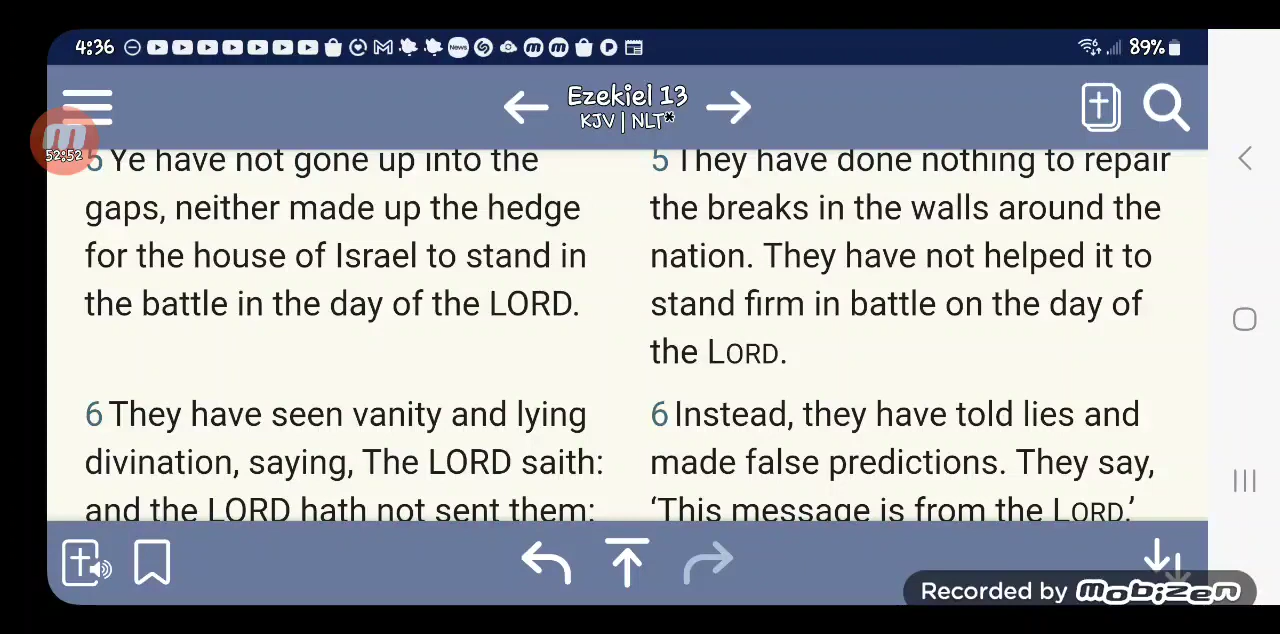 4:36
News
89%
Ezekiel 13
KJV | NLT*
52:52
5 Ye have not gone up into the
gaps, neither made up the hedge
for the house of Israel to stand in
the battle in the day of the LORD.
6 They have seen vanity and lying
divination, saying, The LORD saith:
and the LORD hath not sent them:
5 They have done nothing to repair
the breaks in the walls around the
nation. They have not helped it to
stand firm in battle on the day of
the LORD.
6 Instead, they have told lies and
made false predictions. They say,
‘This message is from the LORD,’
Recorded by mobizen